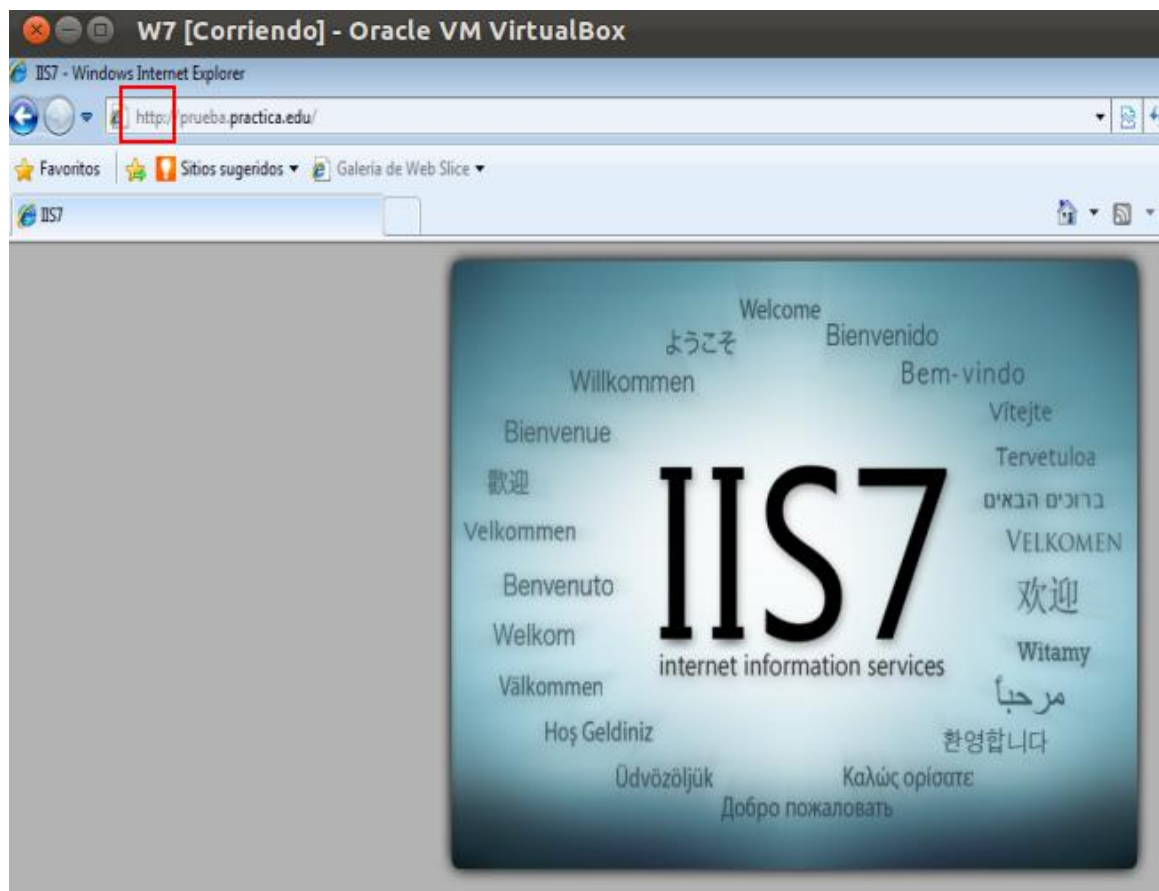 W7 [Corriendo] - Oracle VM VirtualBox
IIS7 - Windows Internet Explorer
http://prueba.practica.edu/
Favoritos Sitios sugeridos Galería de Web Slice
IIS7
Welcome
ようこそ Bienvenido
Willkommen Bem-vindo
Bienvenue Vítejte
歡迎 Tervetuloa
ברוכים הבאים
Velkommen VELKOMEN
Benvenuto 欢迎
IIS7
Welkom Witamy
internet information services
Välkommen مرحباً
Hoş Geldiniz 환영합니다
Üdvözöljük Καλώς ορίσατε
Добро пожаловать